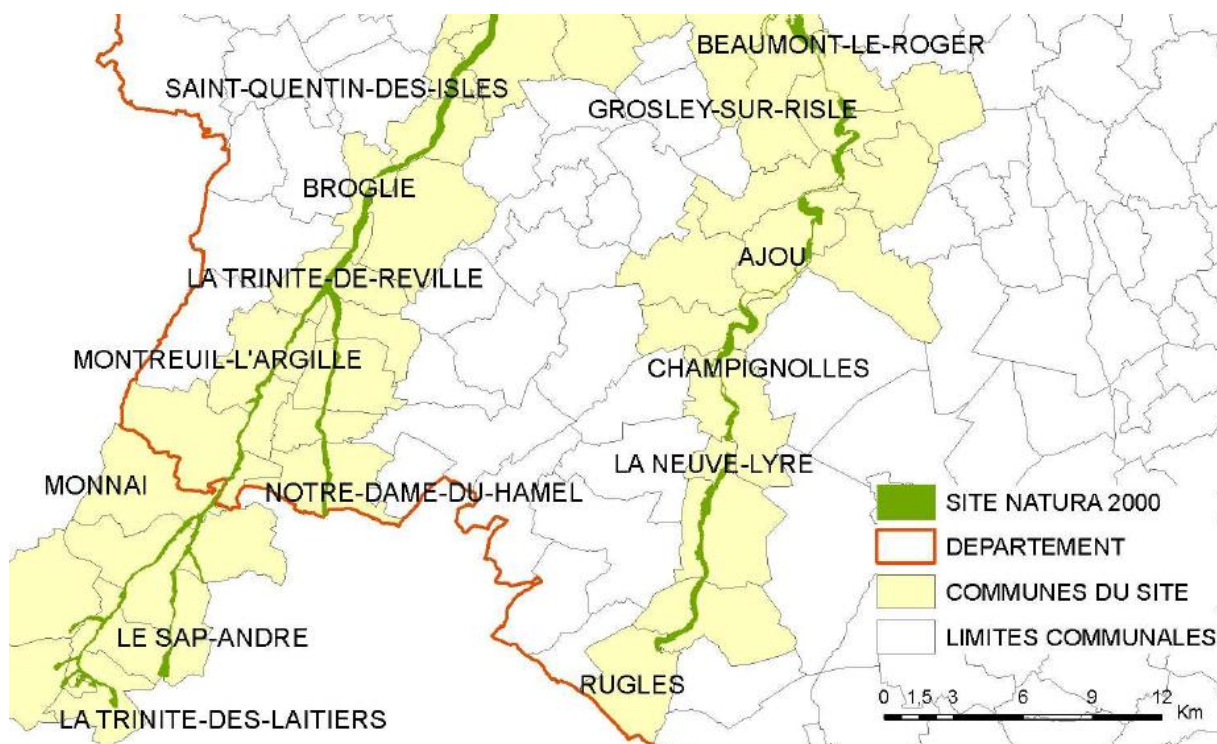 BEAUMONT-LE-ROGER
SAINT-QUENTIN-DES-ISLES
GROSLEY-SUR-RISLE
BROGLIE
AJOU
LA TRINITE-DE-REVILLE
MONTREUIL-L'ARGILLE
CHAMPIGNOLLES
LA NEUVE-LYRE
MONNAI
NOTRE-DAME-DU-HAMEL
LE SAP-ANDRE
RUGLES
LA TRINITE-DES-LAITIERS
SITE NATURA 2000
DEPARTEMENT
COMMUNES DU SITE
LIMITES COMMUNALES
0 1,5 3 6 9 12
Km